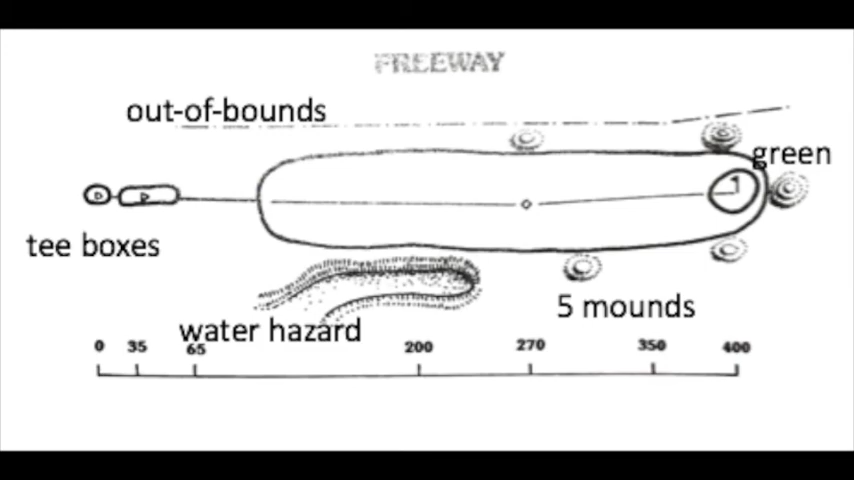 FREEWAY
out-of-bounds
green
tee boxes
5 mounds
water hazard
0 35 65 200 270 350 400